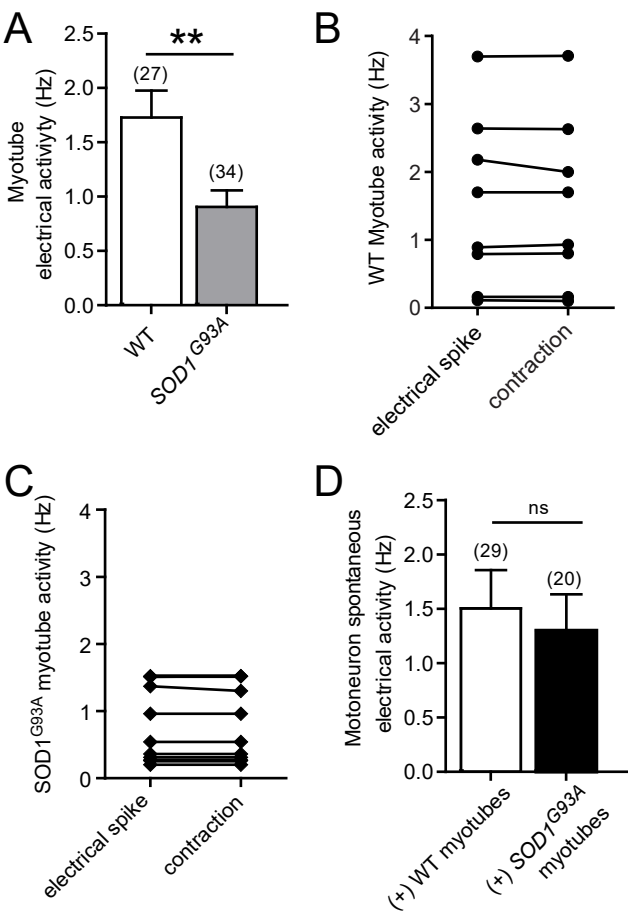 A
Myotube
electrical activiyty (Hz)
2.5
2.0
1.5
1.0
0.5
0.0
**
(27)
(34)
WT
SOD1 G93A
B
WT Myotube activity (Hz)
4
3
2
1
0
electrical spike
contraction
C
SOD1G93A myotube activity (Hz)
4
3
2
1
0
electrical spike
contraction
D
Motoneuron spontaneous
electrical activity (Hz)
2.5
2.0
1.5
1.0
0.5
0.0
ns
(29)
(20)
(+) WT myotubes
(+) SOD1G93A
myotubes